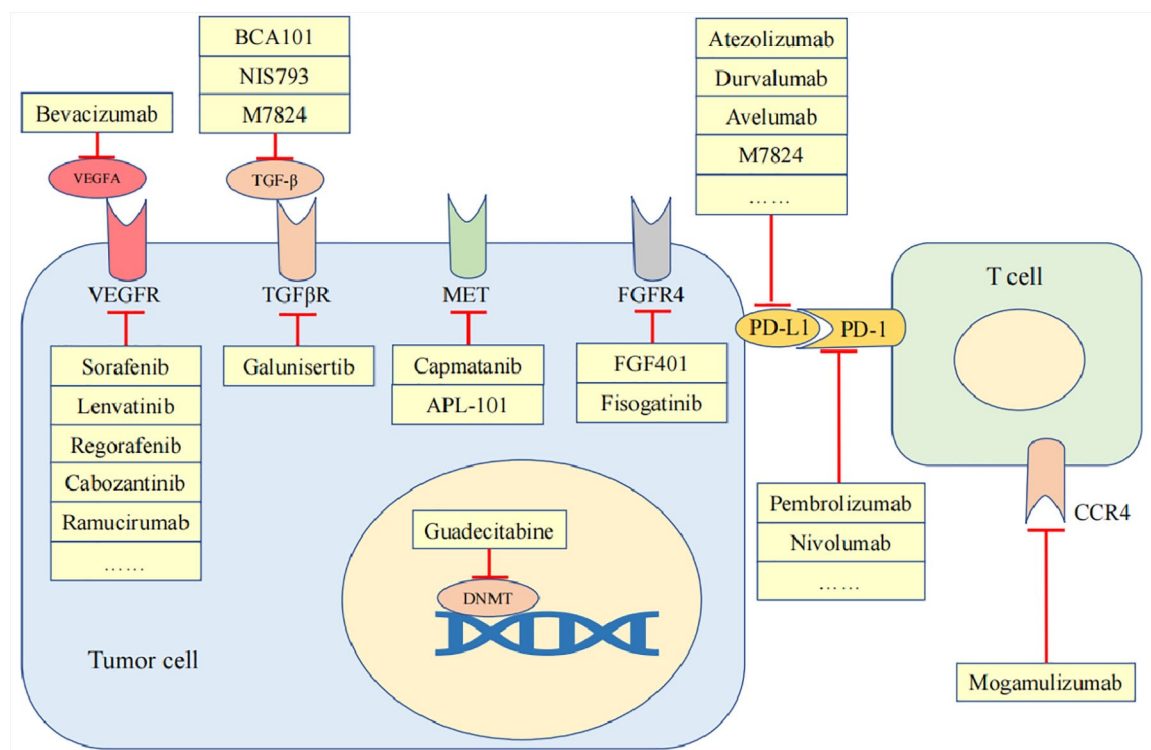 BCA101
NIS793
M7824
Bevacizumab
VEGFA
TGF-β
Atezolizumab
Durvalumab
Avelumab
M7824
……
VEGFR
TGFβR
MET
FGFR4
T cell
PD-L1
PD-1
Sorafenib
Lenvatinib
Regorafenib
Cabozantinib
Ramucirumab
……
Galunisertib
Capmatanib
APL-101
FGF401
Fisogatinib
Pembrolizumab
Nivolumab
……
CCR4
Guadecitabine
DNMT
Tumor cell
Mogamulizumab